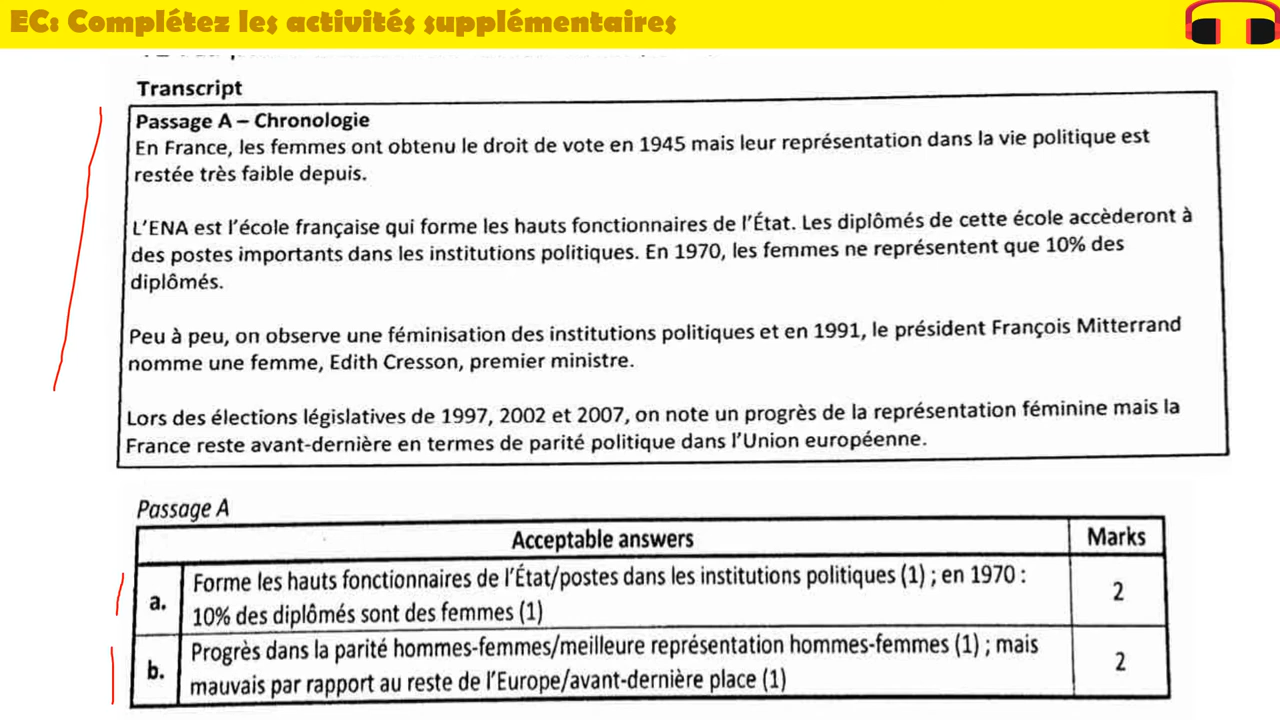 EC: Complétez les activités supplémentaires
Transcript
Passage A – Chronologie
En France, les femmes ont obtenu le droit de vote en 1945 mais leur représentation dans la vie politique est
restée très faible depuis.
L'ENA est l'école française qui forme les hauts fonctionnaires de l'État. Les diplômés de cette école accèderont à
des postes importants dans les institutions politiques. En 1970, les femmes ne représentent que 10% des
diplômés.
Peu à peu, on observe une féminisation des institutions politiques et en 1991, le président François Mitterrand
nomme une femme, Edith Cresson, premier ministre.
Lors des élections législatives de 1997, 2002 et 2007, on note un progrès de la représentation féminine mais la
France reste avant-dernière en termes de parité politique dans l'Union européenne.
Passage A
Acceptable answers Marks
a. Forme les hauts fonctionnaires de l'État/postes dans les institutions politiques (1) ; en 1970 :
10% des diplômés sont des femmes (1) 2
b. Progrès dans la parité hommes-femmes/meilleure représentation hommes-femmes (1) ; mais
mauvais par rapport au reste de l'Europe/avant-dernière place (1) 2